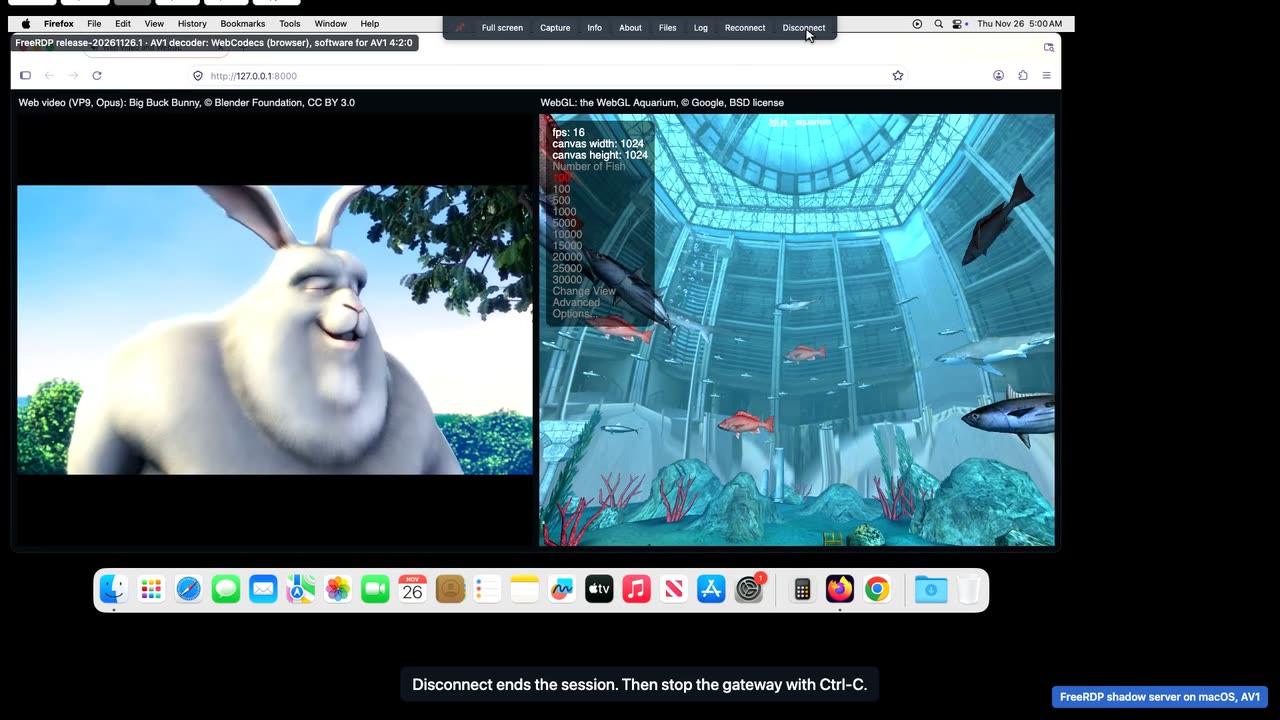 Firefox File Edit View History Bookmarks Tools Window Help
Full screen Capture Info About Files Log Reconnect Disconnect
Thu Nov 26 5:00 AM
FreeRDP release-20261126.1 · AV1 decoder: WebCodecs (browser), software for AV1 4:2:0
http://127.0.0.1:8000
Web video (VP9, Opus): Big Buck Bunny, © Blender Foundation, CC BY 3.0
WebGL: the WebGL Aquarium, © Google, BSD license
fps: 16
canvas width: 1024
canvas height: 1024
Number of Fish
100
500
1000
5000
10000
15000
20000
25000
30000
Change View
Advanced
Options...
NOV
26
tv
1
Disconnect ends the session. Then stop the gateway with Ctrl-C.
FreeRDP shadow server on macOS, AV1